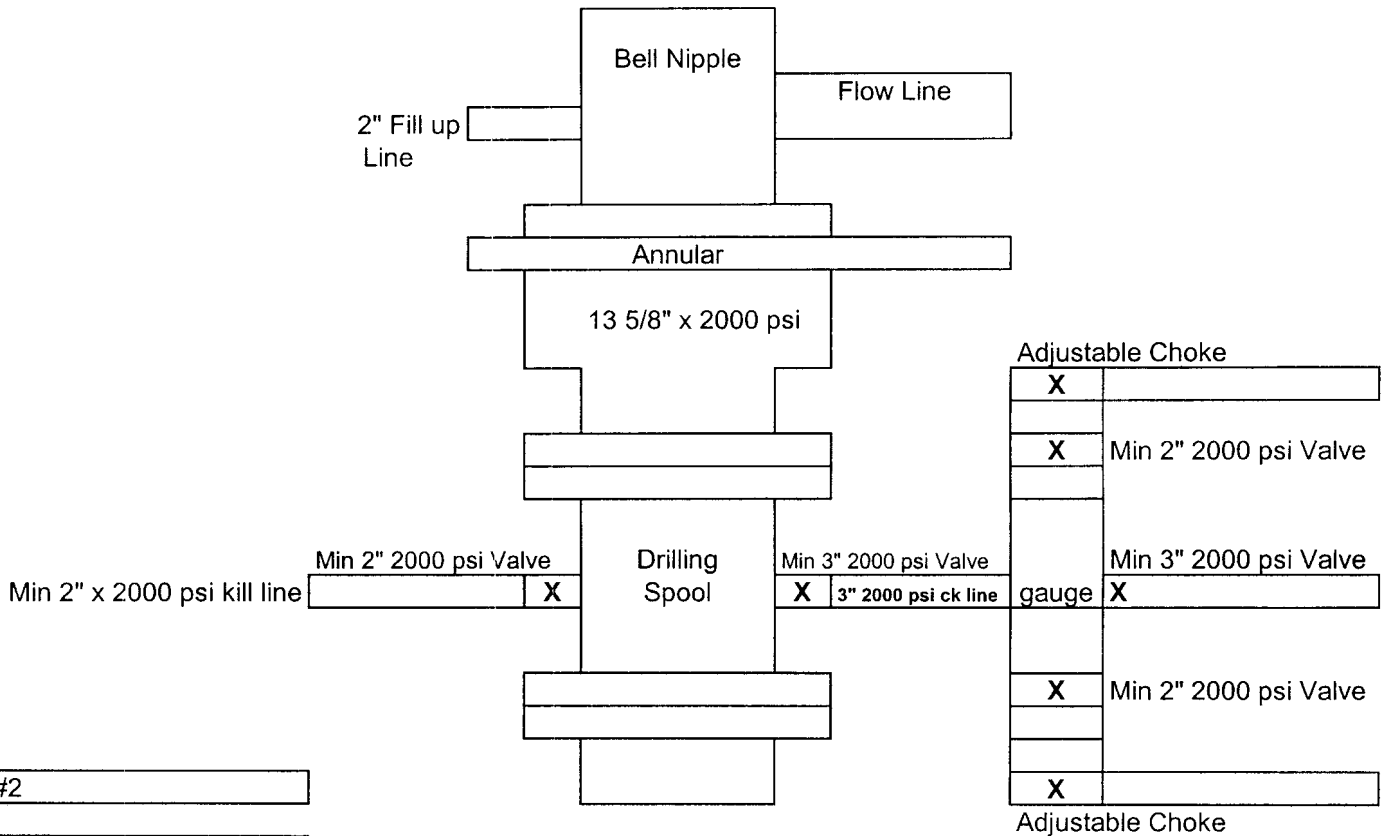 Bell Nipple
Flow Line
2" Fill up
Line
Annular
13 5/8" x 2000 psi
Adjustable Choke
X
X Min 2" 2000 psi Valve
Min 2" 2000 psi Valve
Drilling
Min 3" 2000 psi Valve
Min 3" 2000 psi Valve
Min 2" x 2000 psi kill line
X
Spool
X 3" 2000 psi ck line gauge X
X Min 2" 2000 psi Valve
#2
X
Adjustable Choke